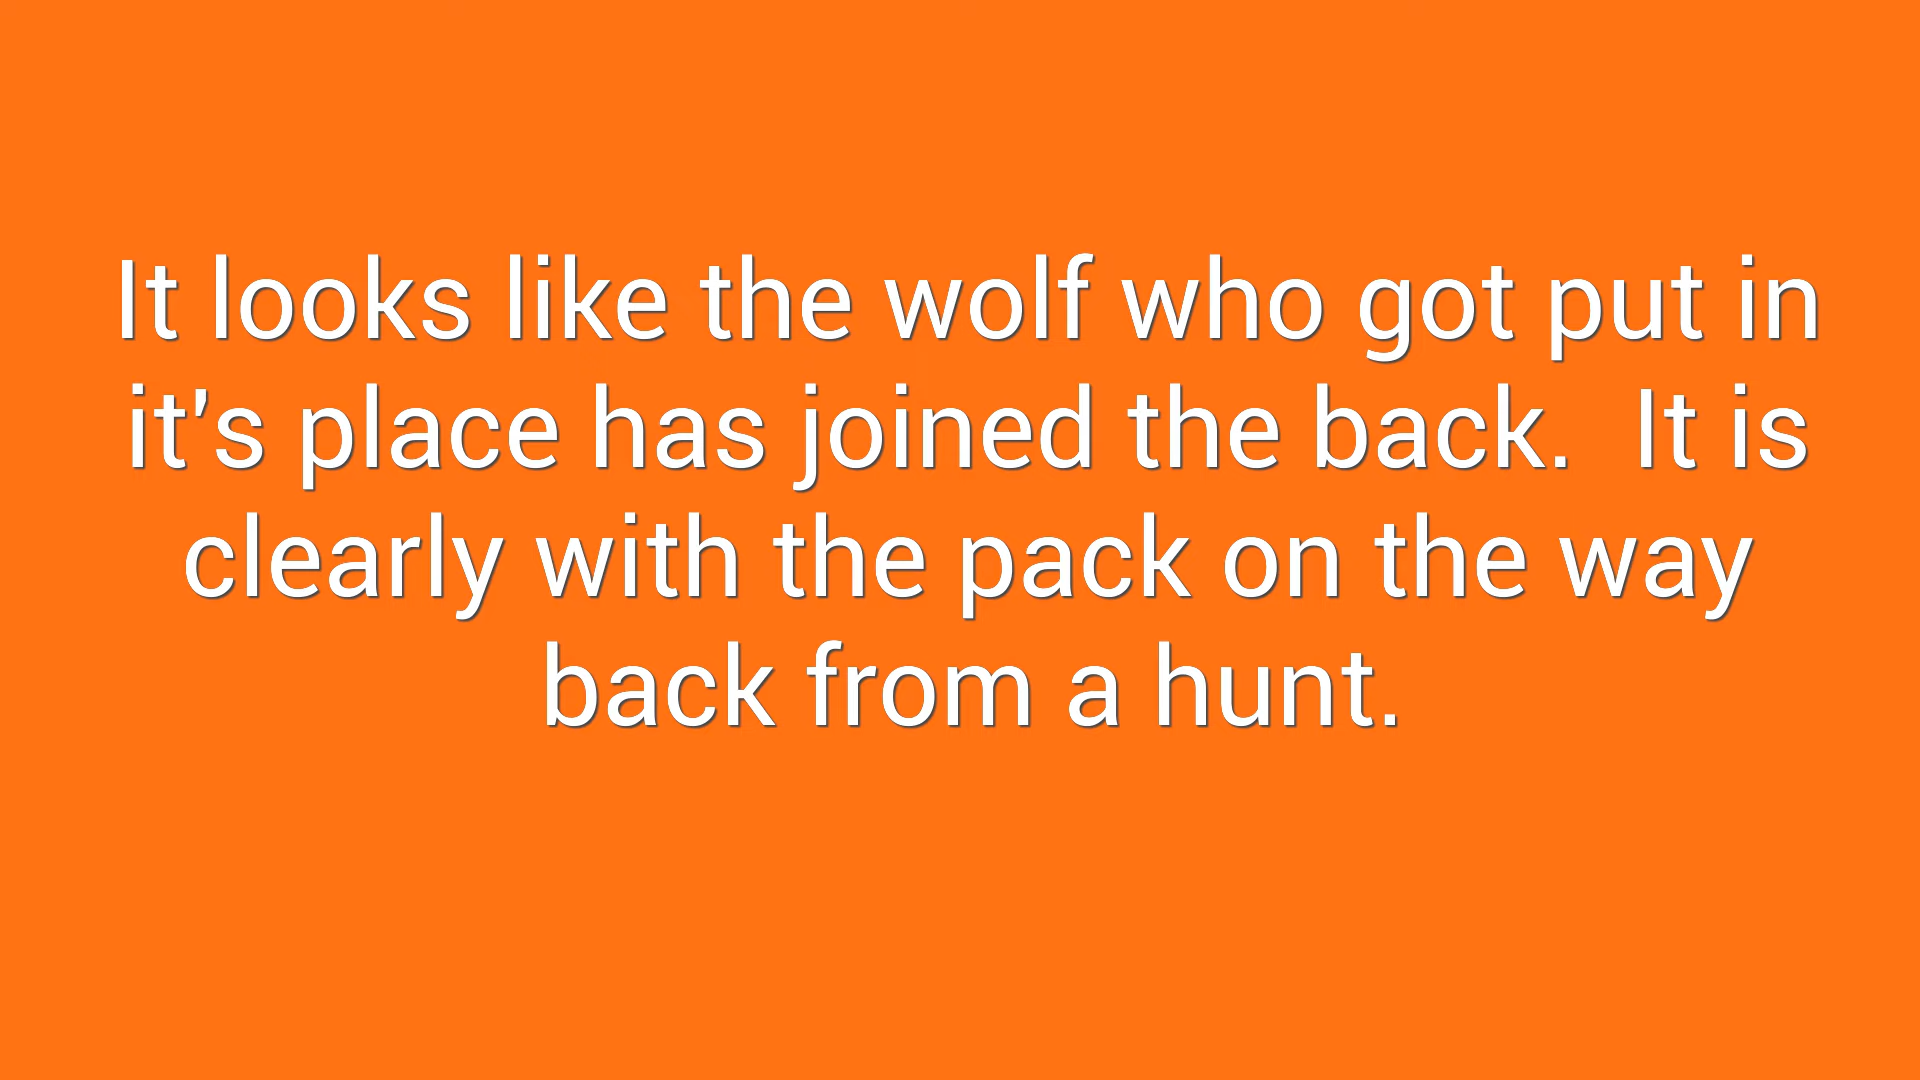 It looks like the wolf who got put in
it's place has joined the back.  It is
clearly with the pack on the way
back from a hunt.